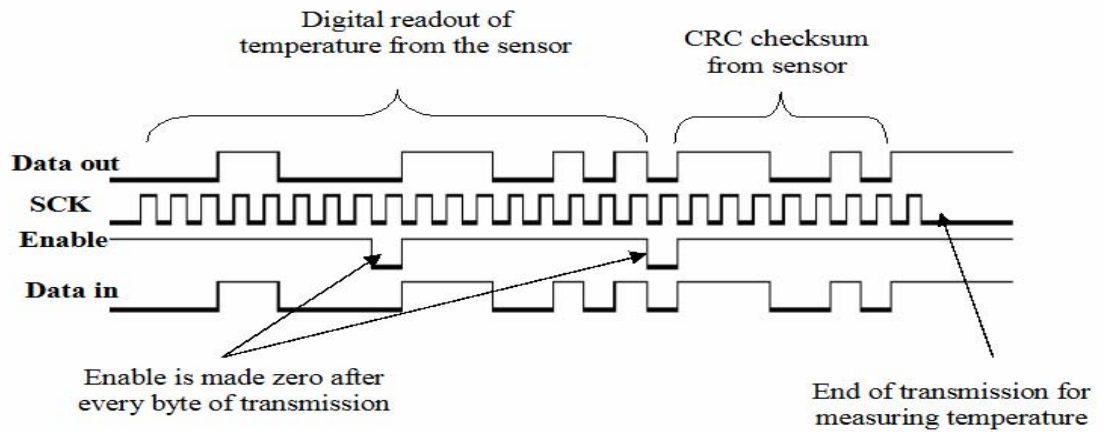 Digital readout of
temperature from the sensor
CRC checksum
from sensor
Data out
SCK
Enable
Data in
Enable is made zero after
every byte of transmission
End of transmission for
measuring temperature